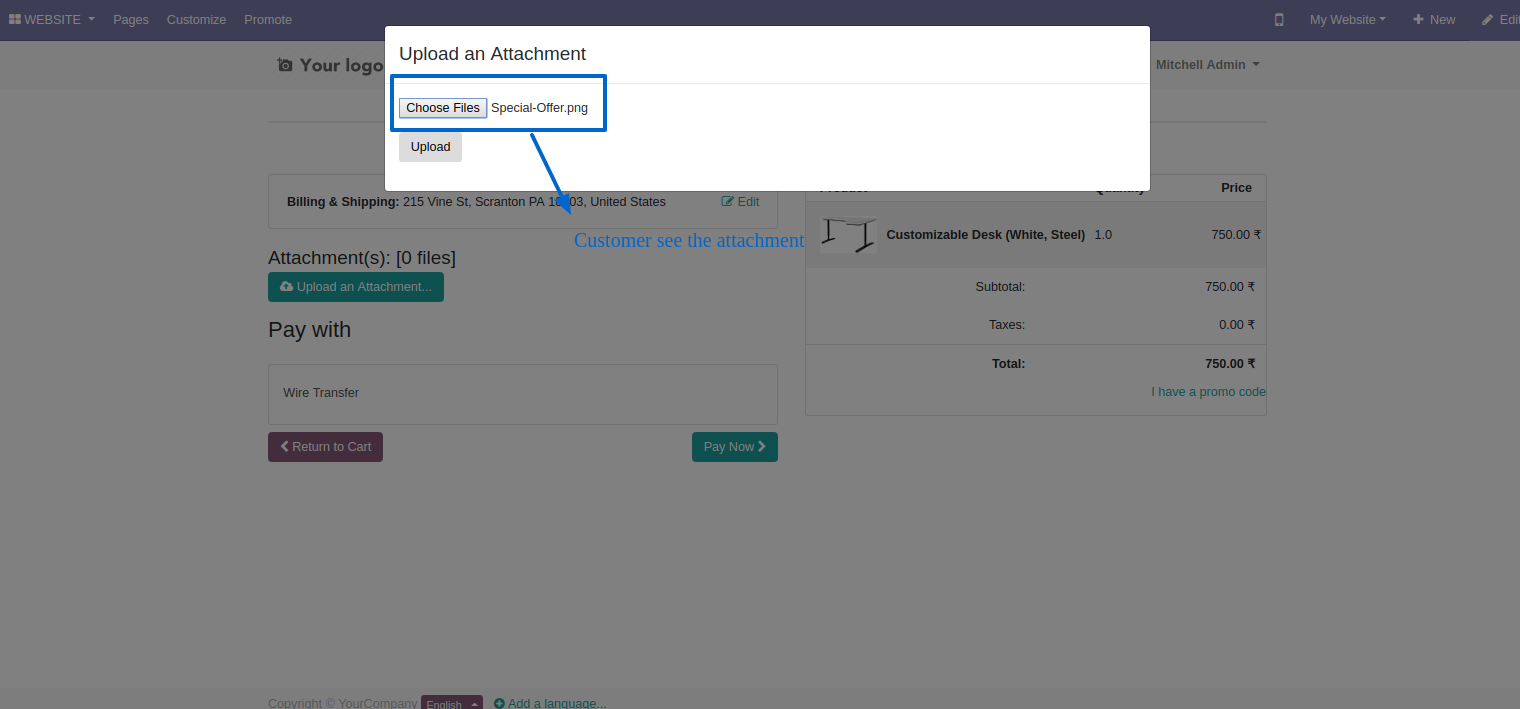 WEBSITE Pages Customize Promote My Website New Edit
Upload an Attachment
Your logo Mitchell Admin
Choose Files Special-Offer.png
Upload
Product Quantity Price
Billing & Shipping: 215 Vine St, Scranton PA 18503, United States Edit
Customer see the attachment
Customizable Desk (White, Steel) 1.0 750.00 ₹
Attachment(s): [0 files]
Upload an Attachment...
Subtotal: 750.00 ₹
Pay with
Taxes: 0.00 ₹
Total: 750.00 ₹
Wire Transfer
I have a promo code
Return to Cart Pay Now
Copyright © YourCompany English Add a language...